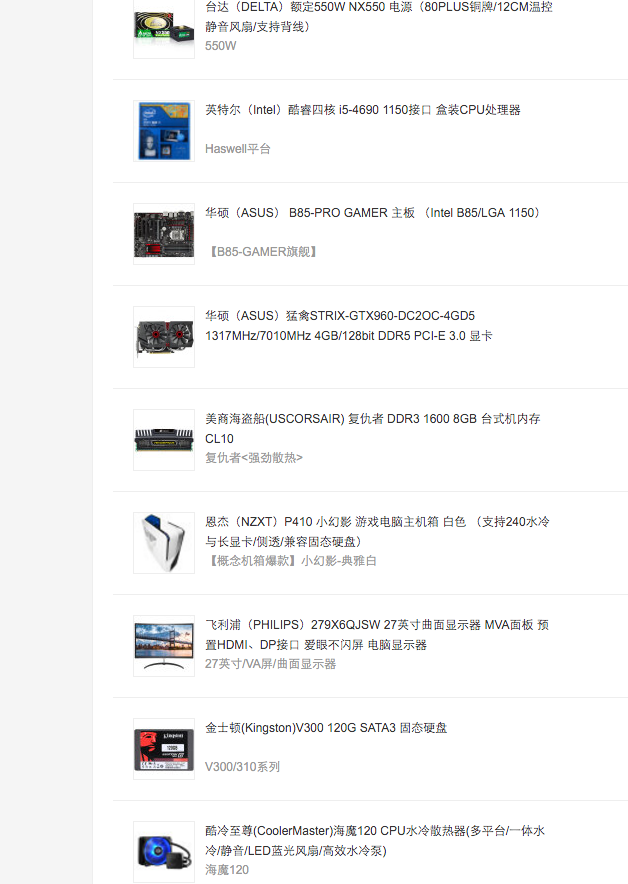 台达（DELTA）额定550W NX550 电源（80PLUS铜牌/12CM温控
静音风扇/支持背线）
550W
英特尔（Intel）酷睿四核 i5-4690 1150接口 盒装CPU处理器
Haswell平台
华硕（ASUS） B85-PRO GAMER 主板 （Intel B85/LGA 1150）
【B85-GAMER旗舰】
华硕（ASUS）猛禽STRIX-GTX960-DC2OC-4GD5
1317MHz/7010MHz 4GB/128bit DDR5 PCI-E 3.0 显卡
美商海盗船(USCORSAIR) 复仇者 DDR3 1600 8GB 台式机内存
CL10
复仇者<强劲散热>
恩杰（NZXT）P410 小幻影 游戏电脑主机箱 白色 （支持240水冷
与长显卡/侧透/兼容固态硬盘）
【概念机箱爆款】小幻影-典雅白
飞利浦（PHILIPS）279X6QJSW 27英寸曲面显示器 MVA面板 预
置HDMI、DP接口 爱眼不闪屏 电脑显示器
27英寸/VA屏/曲面显示器
金士顿(Kingston)V300 120G SATA3 固态硬盘
Kingston
120GB
V300/310系列
酷冷至尊(CoolerMaster)海魔120 CPU水冷散热器(多平台/一体水
冷/静音/LED蓝光风扇/高效水冷泵)
海魔120